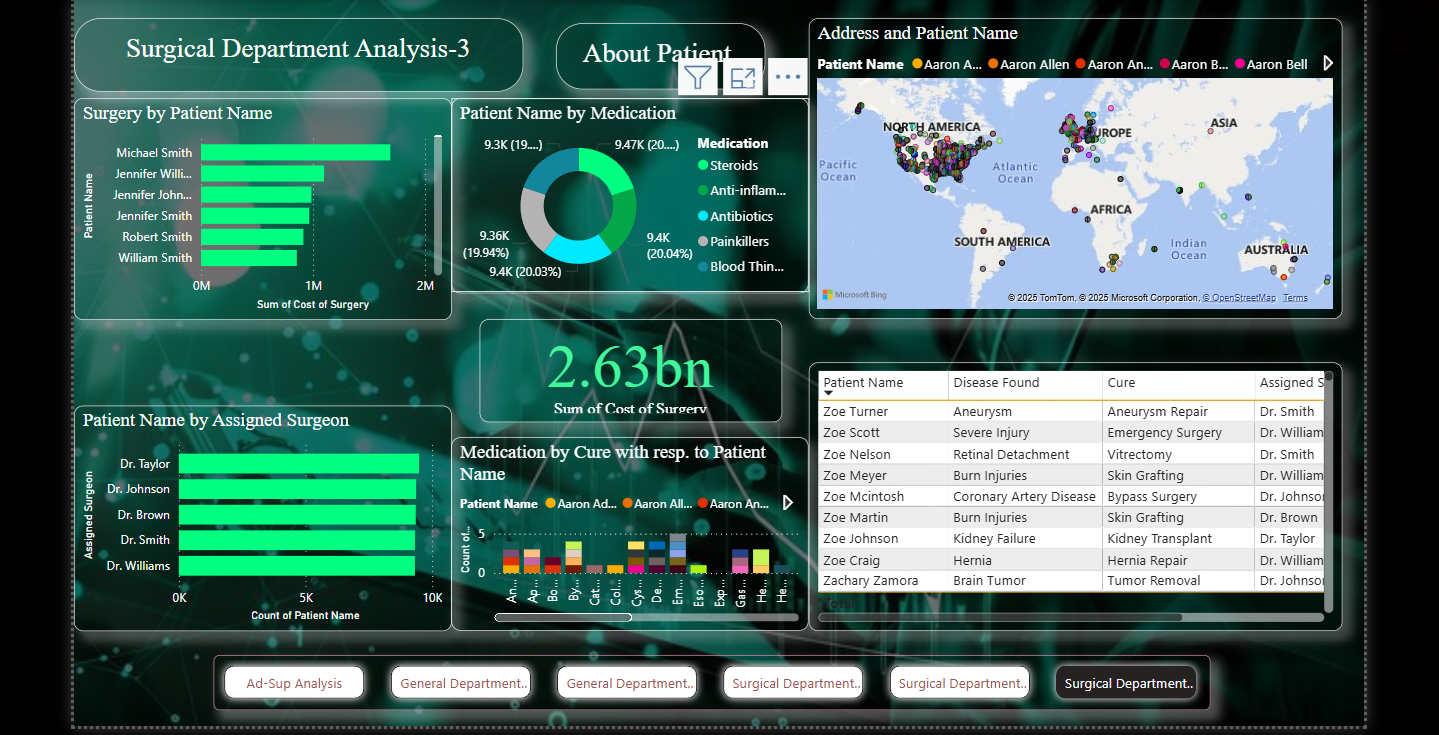 Surgical Department Analysis-3
About Patient
Surgery by Patient Name
Patient Name
Michael Smith
Jennifer Willi...
Jennifer John...
Jennifer Smith
Robert Smith
William Smith
0M 1M 2M
Sum of Cost of Surgery
Patient Name by Medication
9.3K (19....)
9.47K (20....)
9.36K
(19.94%)
9.4K
(20.04%)
9.4K (20.03%)
Medication
Steroids
Anti-inflam...
Antibiotics
Painkillers
Blood Thin...
Address and Patient Name
Patient Name Aaron A... Aaron Allen Aaron An... Aaron B... Aaron Bell
NORTH AMERICA
EUROPE
ASIA
Pacific
Ocean
Atlantic
Ocean
AFRICA
SOUTH AMERICA
Indian
Ocean
AUSTRALIA
Microsoft Bing
© 2025 TomTom, © 2025 Microsoft Corporation, © OpenStreetMap Terms
2.63bn
Sum of Cost of Surgery
Patient Name by Assigned Surgeon
Assigned Surgeon
Dr. Taylor
Dr. Johnson
Dr. Brown
Dr. Smith
Dr. Williams
0K 5K 10K
Count of Patient Name
Medication by Cure with resp. to Patient
Name
Patient Name Aaron Ad... Aaron All... Aaron An...
Count of...
5
0
An... Ap... Bo... By... Cat... Col... Cys... De... Em... Eso... Exp... Gas... He... He...
Patient Name Disease Found Cure Assigned S
Zoe Turner Aneurysm Aneurysm Repair Dr. Smith
Zoe Scott Severe Injury Emergency Surgery Dr. William
Zoe Nelson Retinal Detachment Vitrectomy Dr. Smith
Zoe Meyer Burn Injuries Skin Grafting Dr. William
Zoe Mcintosh Coronary Artery Disease Bypass Surgery Dr. Johnson
Zoe Martin Burn Injuries Skin Grafting Dr. Brown
Zoe Johnson Kidney Failure Kidney Transplant Dr. Taylor
Zoe Craig Hernia Hernia Repair Dr. William
Zachary Zamora Brain Tumor Tumor Removal Dr. Johnson
Total
Ad-Sup Analysis
General Department..
General Department..
Surgical Department..
Surgical Department..
Surgical Department..